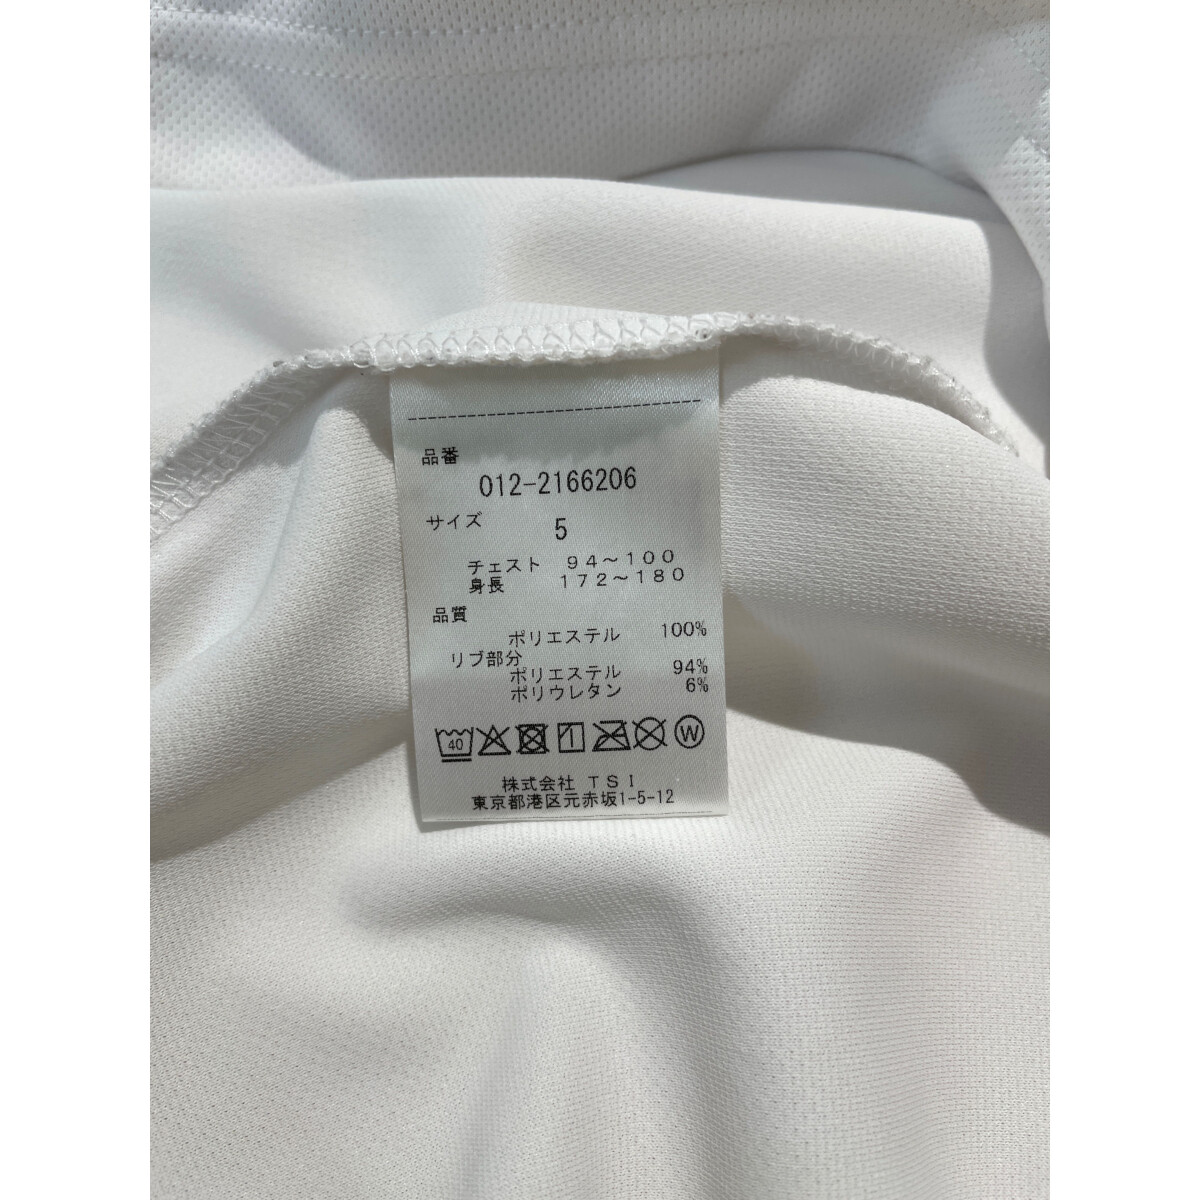 品番
012-2166206
サイズ 5
チェスト 94〜100
身長 172〜180
品質
ポリエステル 100%
リブ部分
ポリエステル 94%
ポリウレタン 6%
40 W
株式会社 TSI
東京都港区元赤坂1-5-12